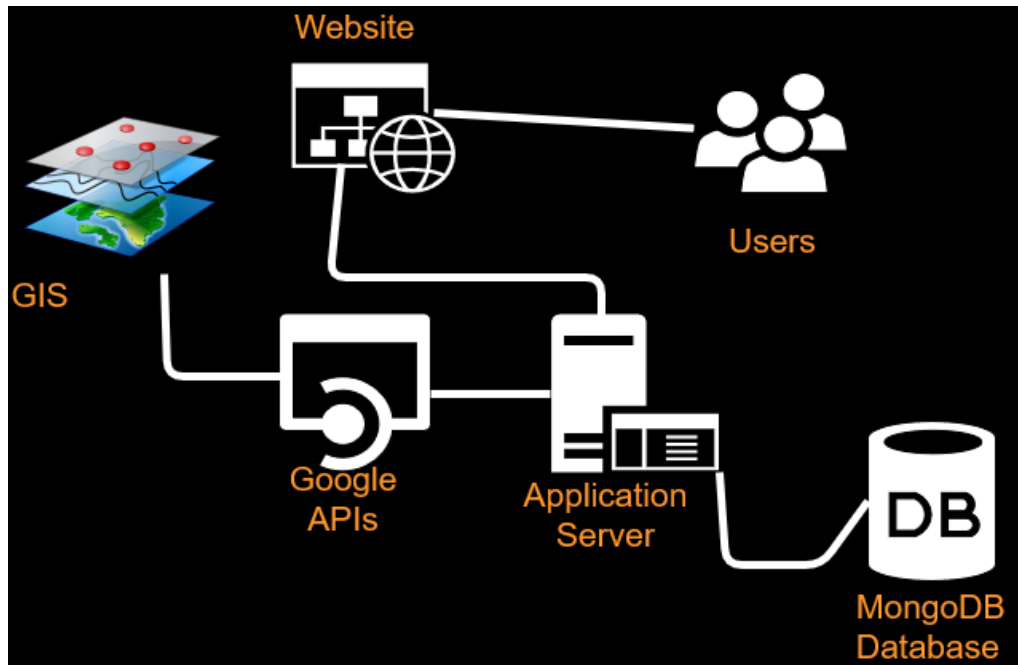 Website
Users
GIS
Google
APIs
Application
Server
DB
MongoDB
Database